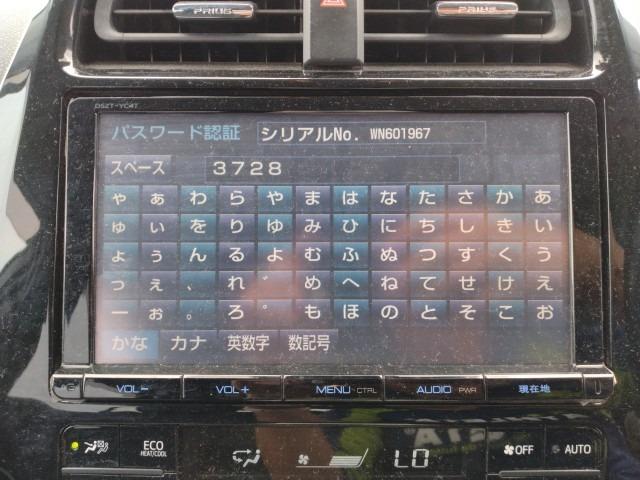 PRIUS
PRIUS
DSZT-YC4T
パスワード認証 シリアルNo. WN601967
スペース 3728
ゃ ぁ わ ら や ま は な た さ か あ
ゅ ぃ を り ゆ み ひ に ち し き い
ょ ぅ ん る よ む ふ ぬ つ す く う
っ ぇ 、 れ ゛ め へ ね て せ け え
ー ぉ 。 ろ ゜ も ほ の と そ こ お
かな カナ 英数字 数記号
VOL− VOL+ MENU CTRL AUDIO PWR 現在地
ECO OFF AUTO
HEAT/COOL
LO